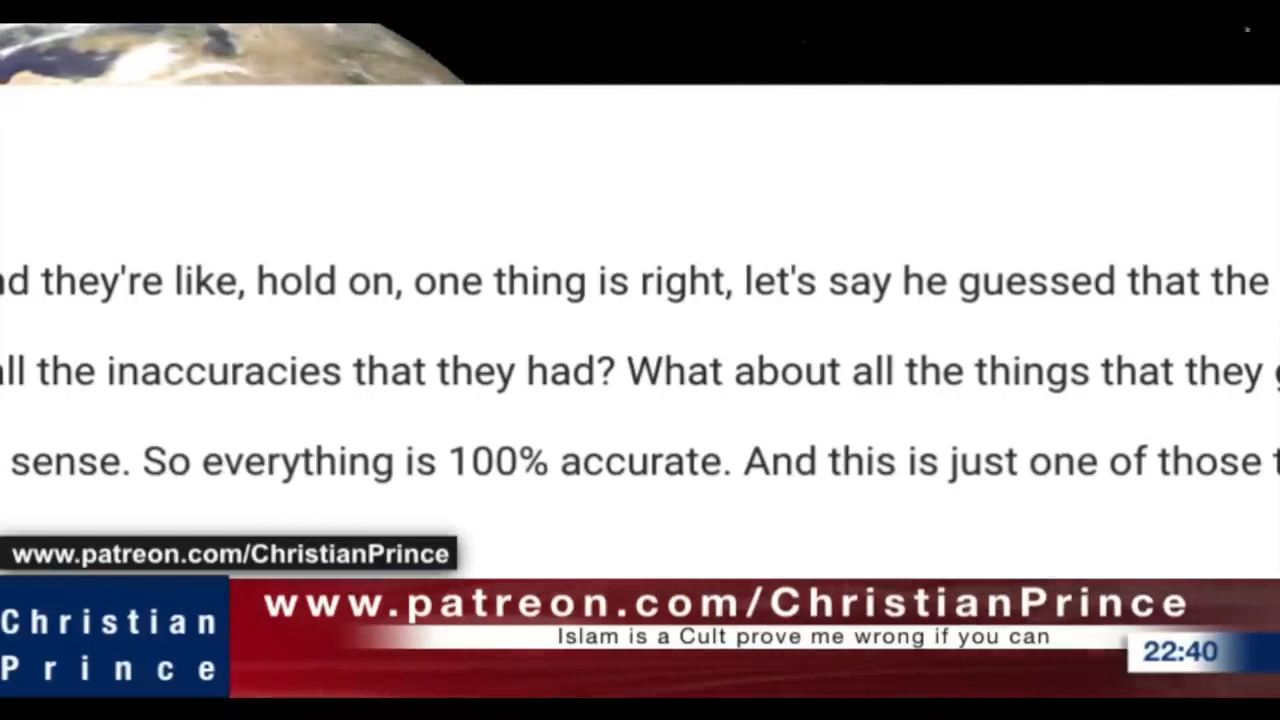 they're like, hold on, one thing is right, let's say he guessed that the
the inaccuracies that they had? What about all the things that they
sense. So everything is 100% accurate. And this is just one of those
www.patreon.com/ChristianPrince
www.patreon.com/ChristianPrince
Islam is a Cult prove me wrong if you can
Christian
Prince
22:40